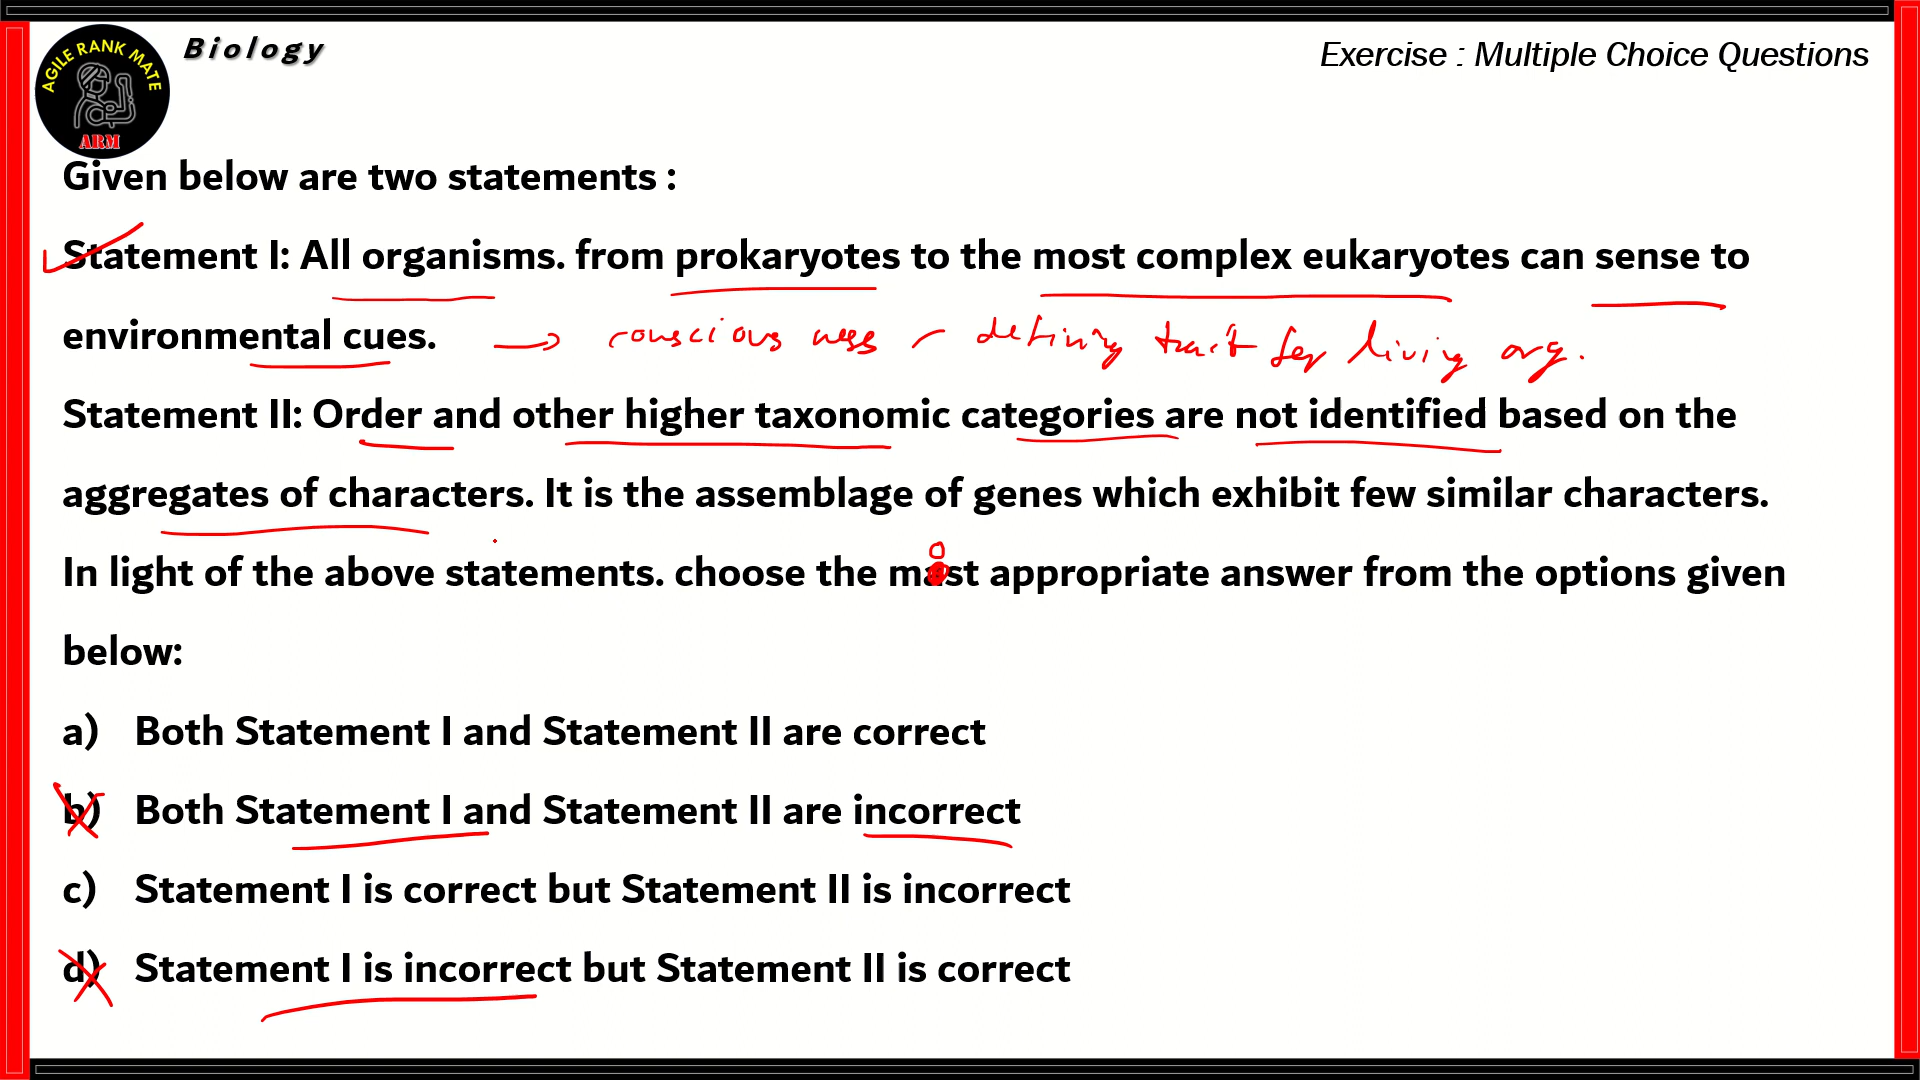 AGILE RANK MATE
ARM
Biology
Exercise : Multiple Choice Questions
Given below are two statements :
Statement I: All organisms. from prokaryotes to the most complex eukaryotes can sense to
environmental cues. → consciousness - defining trait for living org.
Statement II: Order and other higher taxonomic categories are not identified based on the
aggregates of characters. It is the assemblage of genes which exhibit few similar characters.
o
In light of the above statements. choose the mast appropriate answer from the options given
below:
a) Both Statement I and Statement II are correct
b) Both Statement I and Statement II are incorrect
c) Statement I is correct but Statement II is incorrect
d) Statement I is incorrect but Statement II is correct